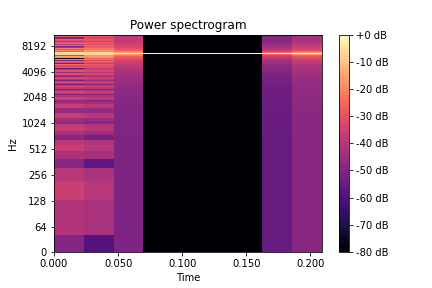 Power spectrogram
8192
4096
2048
1024
512
256
128
64
0
Hz
0.000 0.050 0.100 0.150 0.200
Time
+0 dB
-10 dB
-20 dB
-30 dB
-40 dB
-50 dB
-60 dB
-70 dB
-80 dB